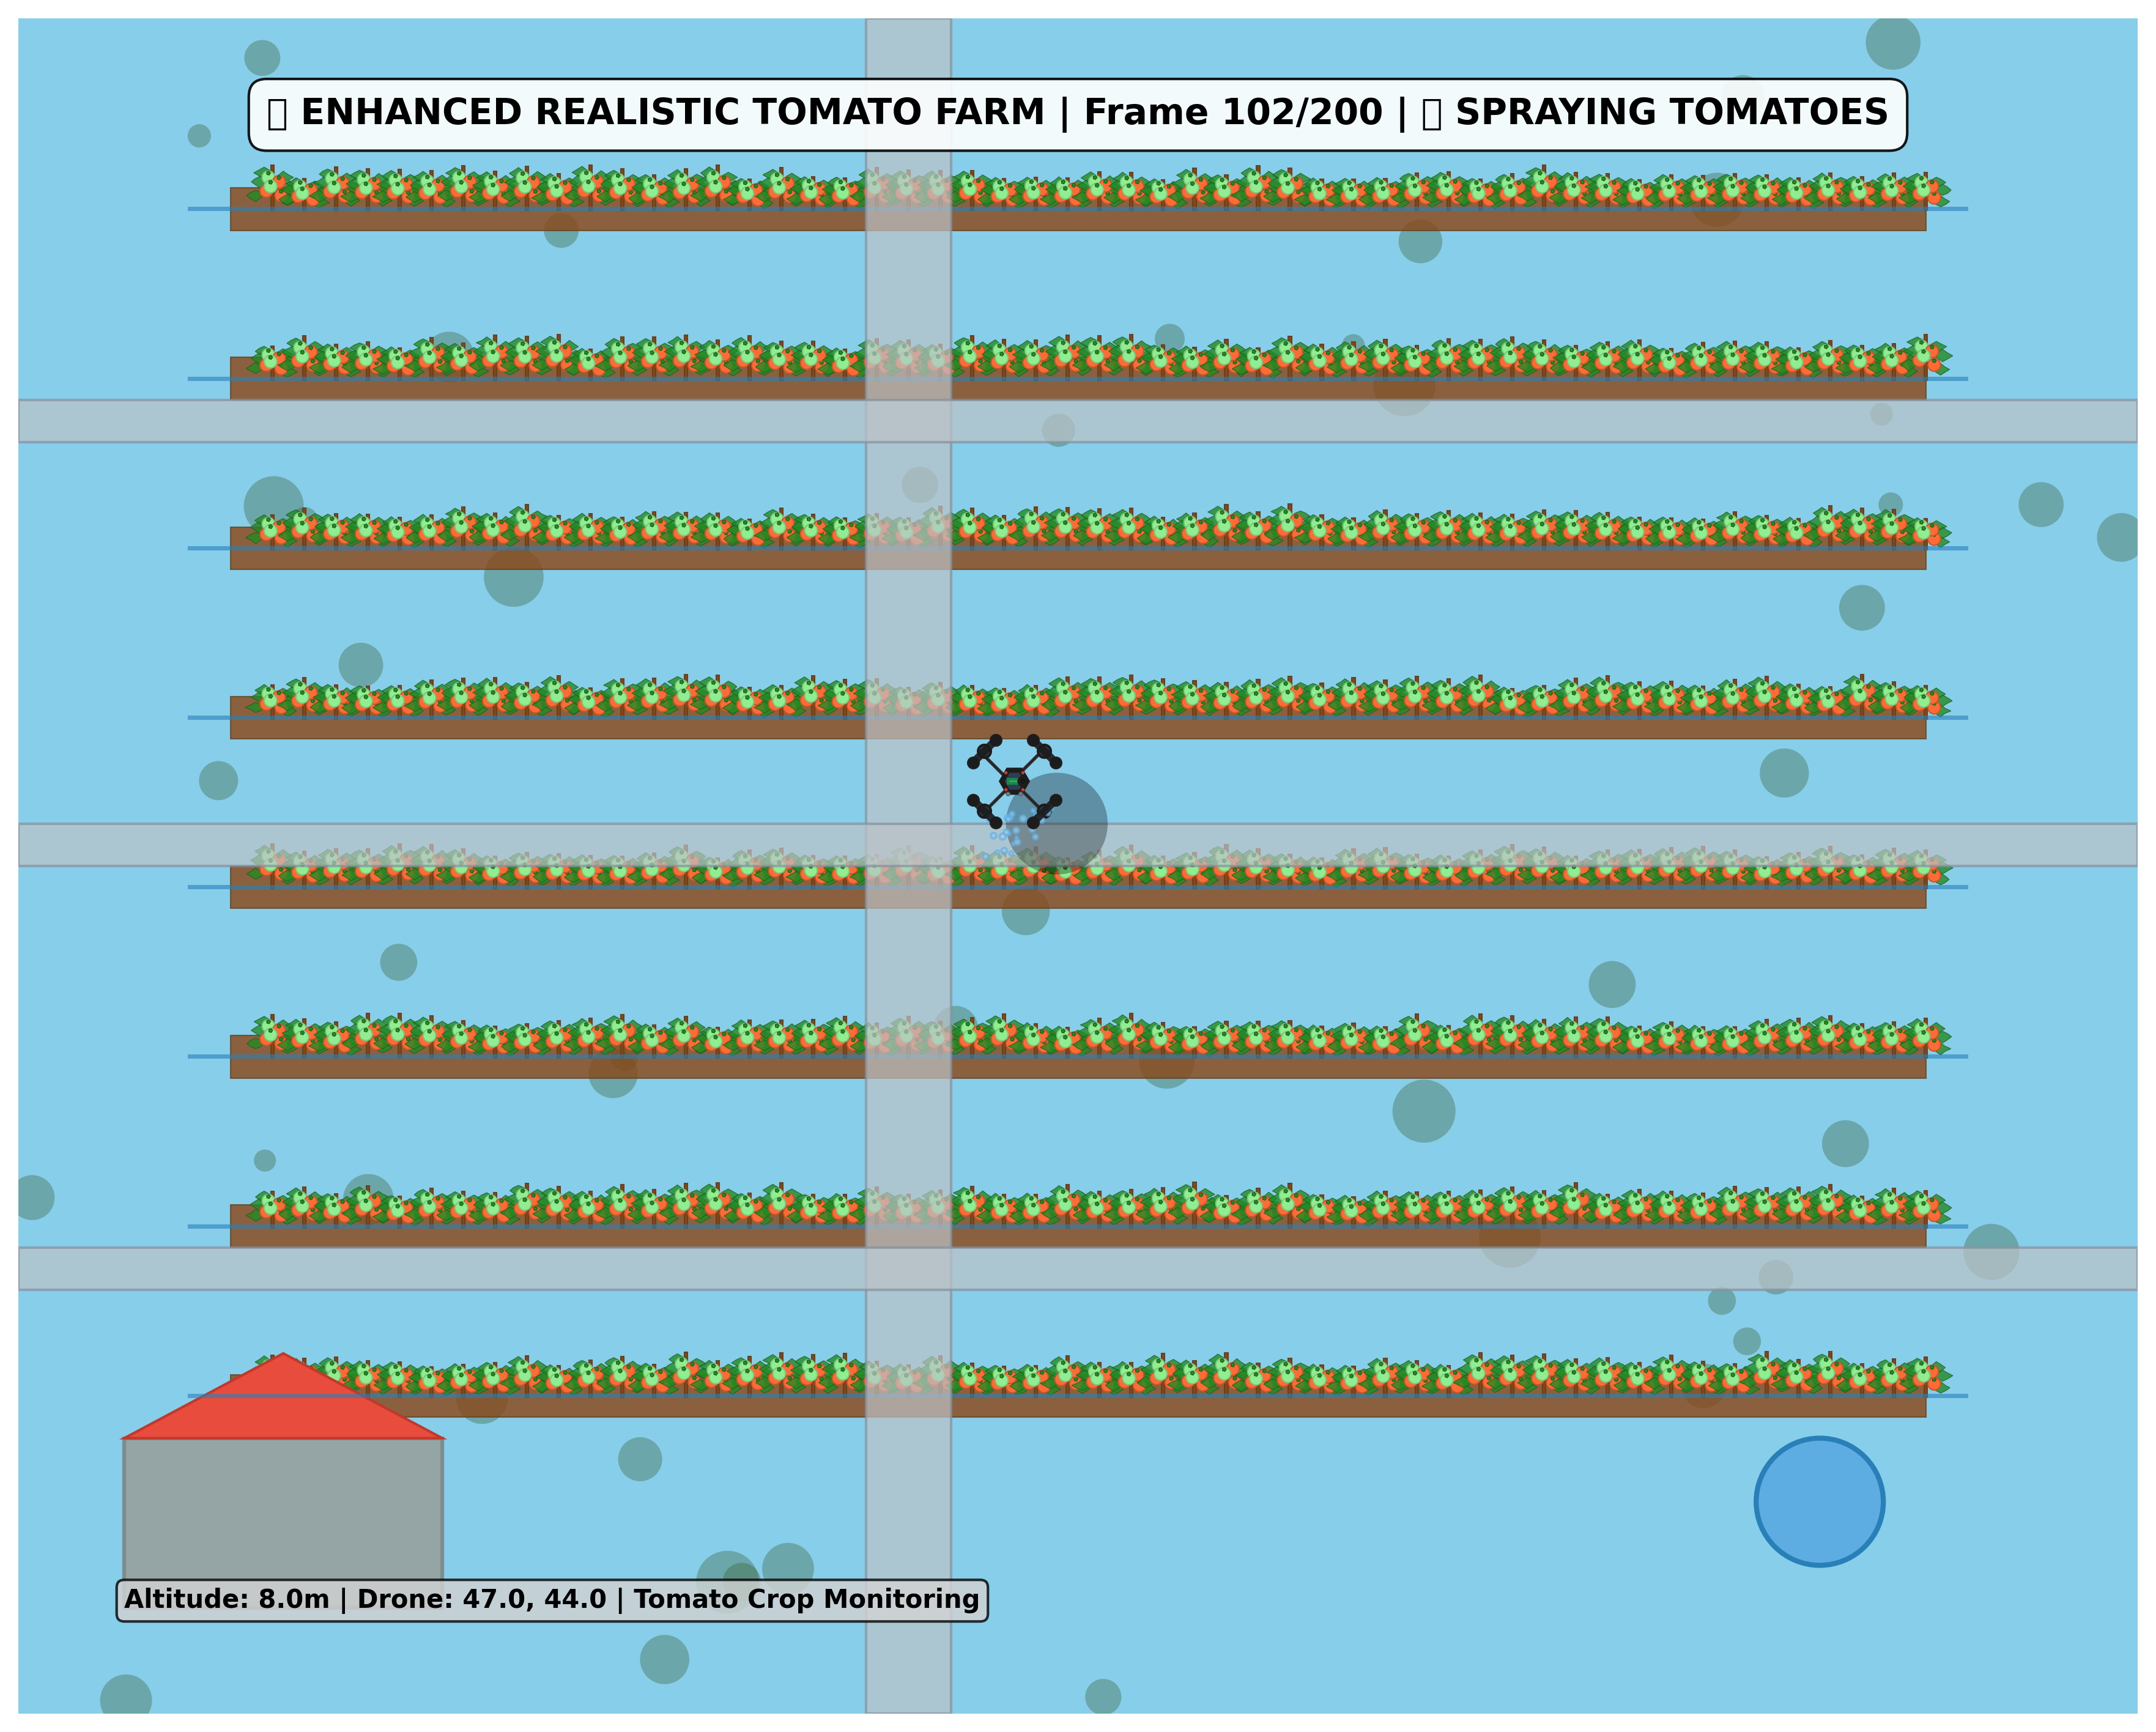 ▯ ENHANCED REALISTIC TOMATO FARM | Frame 102/200 | ▯ SPRAYING TOMATOES
Altitude: 8.0m | Drone: 47.0, 44.0 | Tomato Crop Monitoring